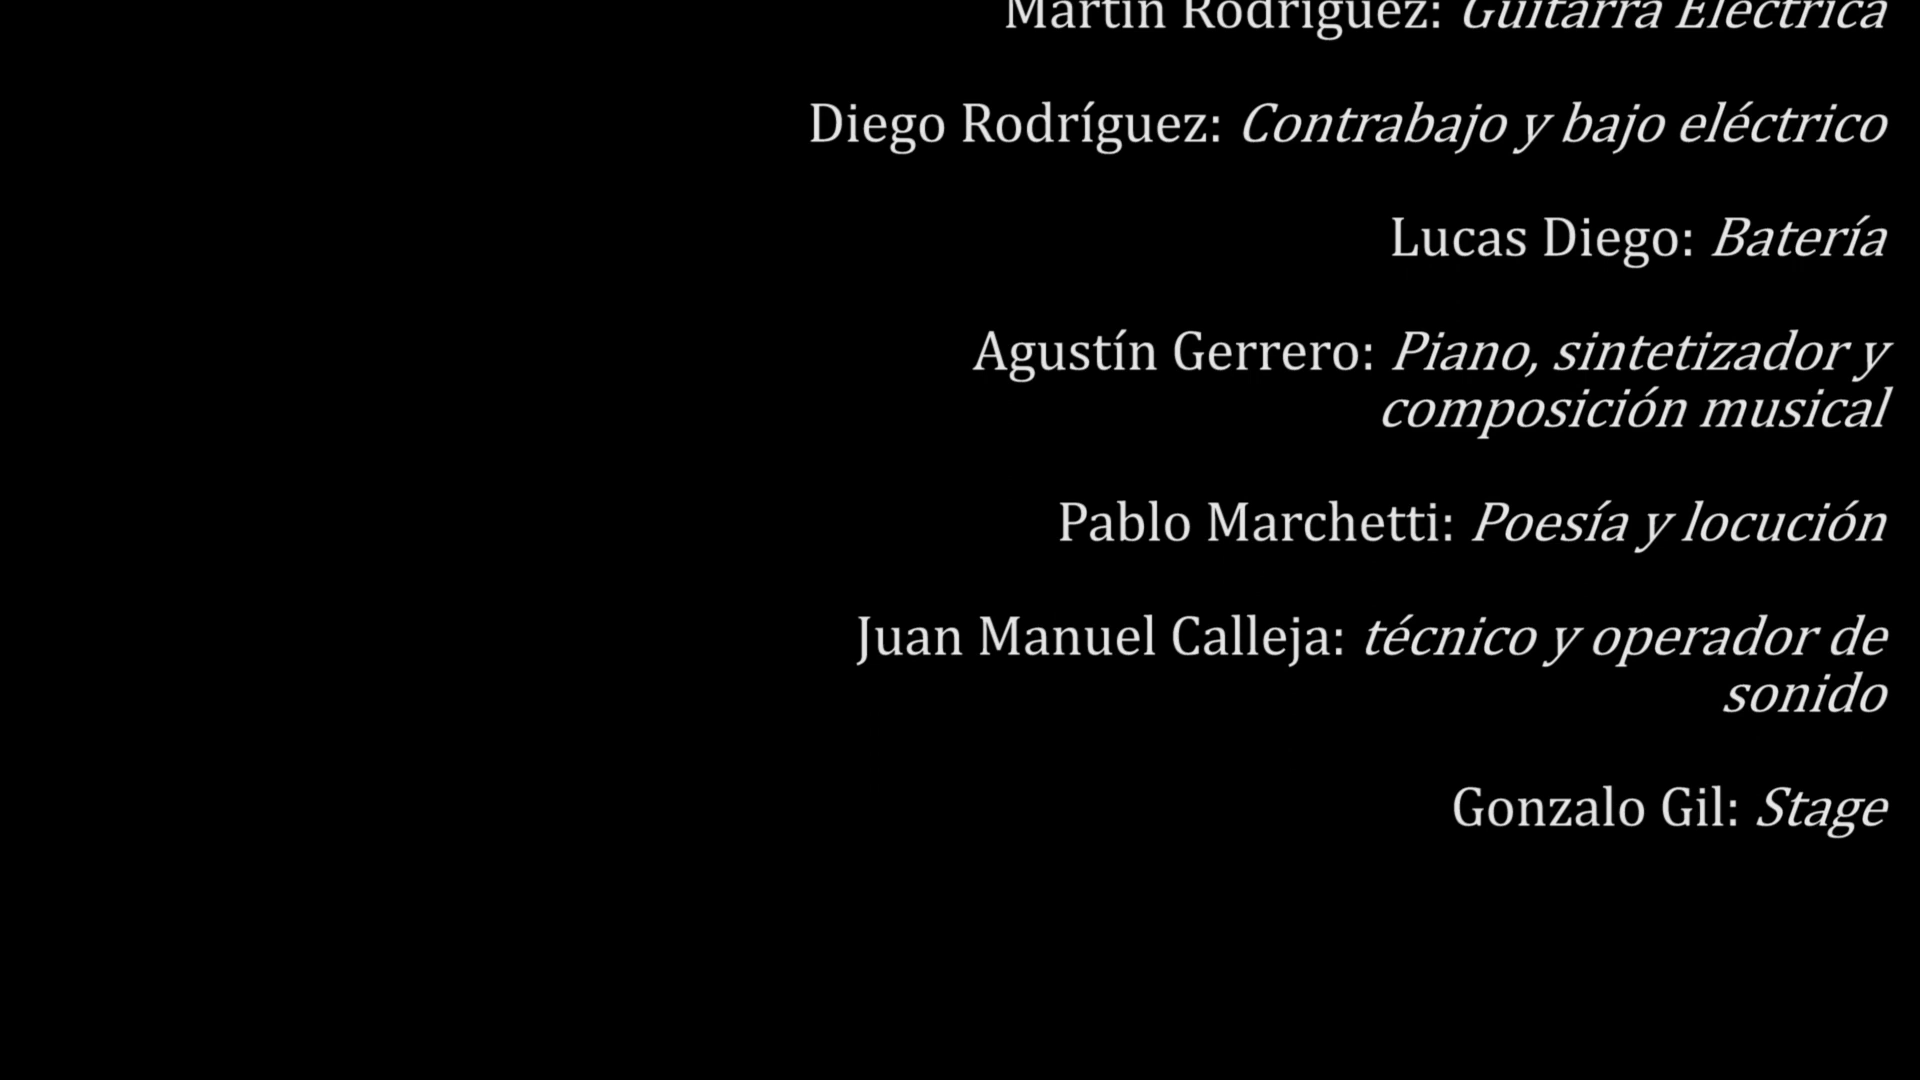 Martín Rodríguez: Guitarra Eléctrica
Diego Rodríguez: Contrabajo y bajo eléctrico
Lucas Diego: Batería
Agustín Gerrero: Piano, sintetizador y
composición musical
Pablo Marchetti: Poesía y locución
Juan Manuel Calleja: técnico y operador de
sonido
Gonzalo Gil: Stage